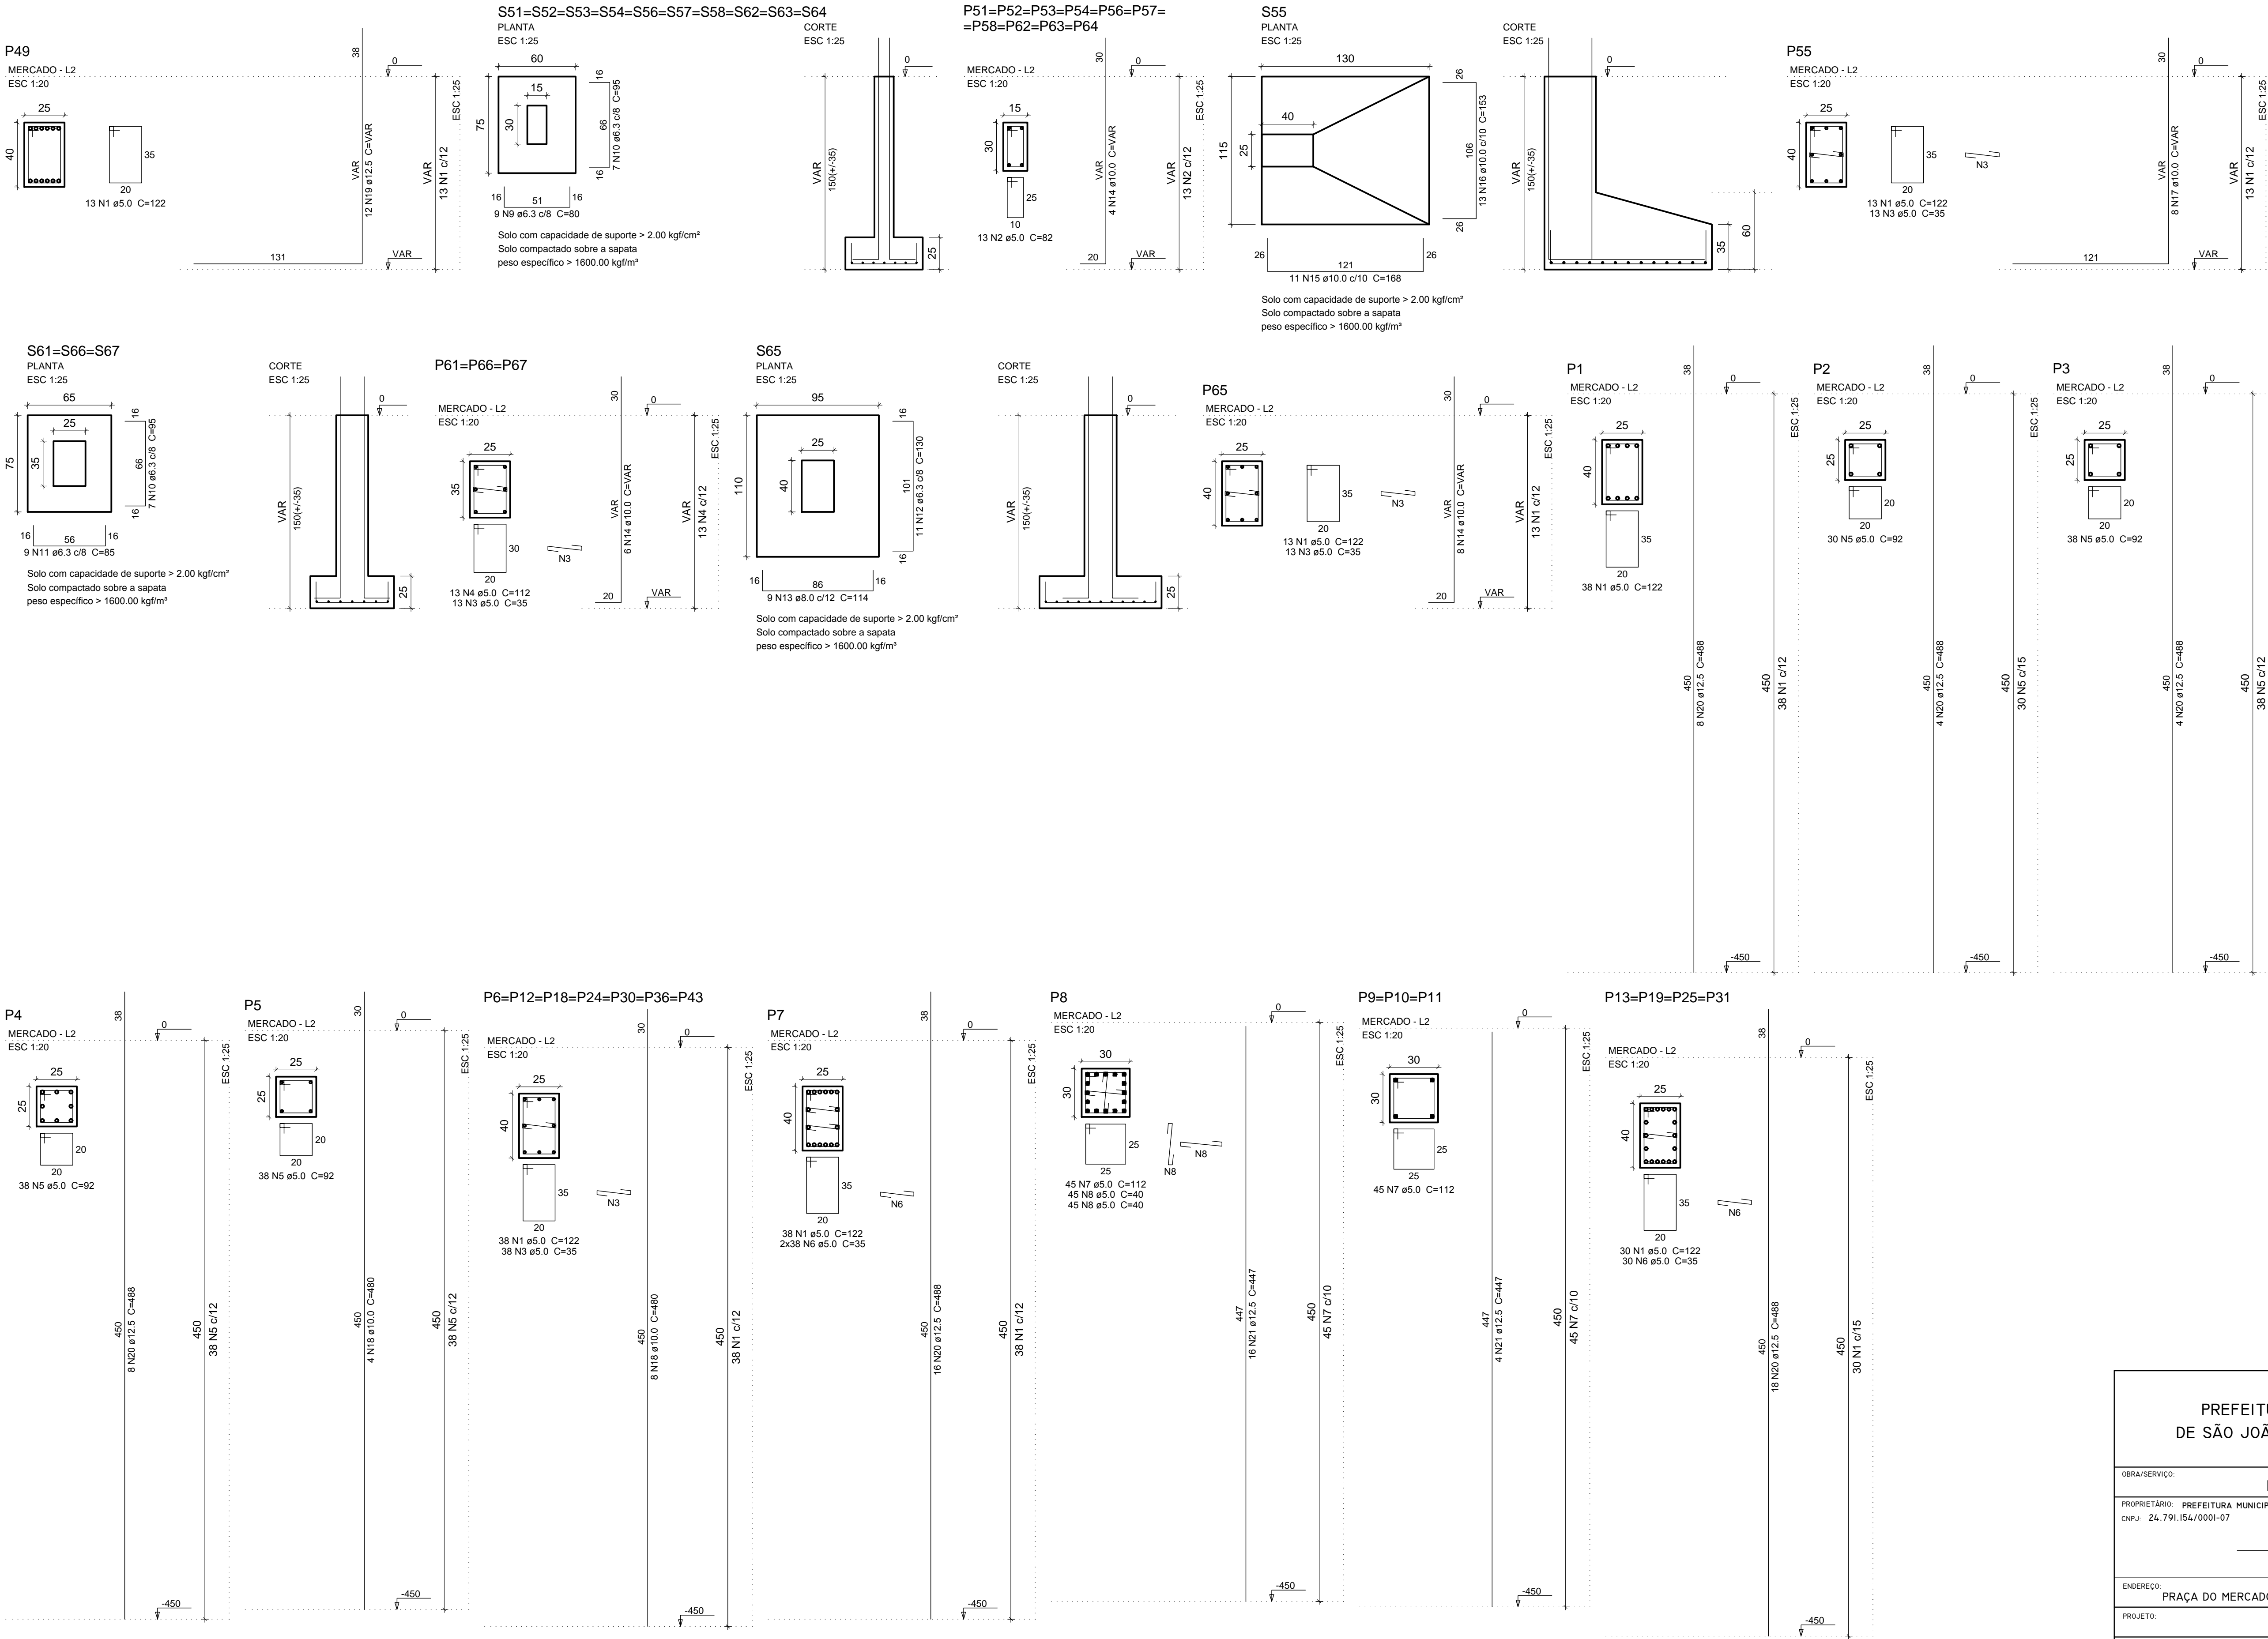 P49
MERCADO - L2
ESC 1:20
25
40
35
20
13 N1 ø5.0 C=122
38
VAR
12 N19 ø12.5 C=VAR
131
0
VAR
VAR
13 N1 c/12
ESC 1:25
S51=S52=S53=S54=S56=S57=S58=S62=S63=S64
PLANTA
ESC 1:25
60
15
75
30
16
66
7 N10 ø6.3 c/8 C=95
16
16
51
16
9 N9 ø6.3 c/8 C=80
Solo com capacidade de suporte > 2.00 kgf/cm²
Solo compactado sobre a sapata
peso específico > 1600.00 kgf/m³
CORTE
ESC 1:25
0
VAR
150(+/-35)
25
P51=P52=P53=P54=P56=P57=
=P58=P62=P63=P64
MERCADO - L2
ESC 1:20
15
30
25
10
13 N2 ø5.0 C=82
30
VAR
4 N14 ø10.0 C=VAR
20
0
VAR
VAR
13 N2 c/12
ESC 1:25
S55
PLANTA
ESC 1:25
130
40
115
25
26
106
13 N16 ø10.0 c/10 C=153
26
26
121
26
11 N15 ø10.0 c/10 C=168
Solo com capacidade de suporte > 2.00 kgf/cm²
Solo compactado sobre a sapata
peso específico > 1600.00 kgf/m³
CORTE
ESC 1:25
0
VAR
150(+/-35)
35
60
P55
MERCADO - L2
ESC 1:20
25
40
35
20
N3
13 N1 ø5.0 C=122
13 N3 ø5.0 C=35
30
VAR
8 N17 ø10.0 C=VAR
121
0
VAR
VAR
13 N1 c/12
ESC 1:25
S61=S66=S67
PLANTA
ESC 1:25
65
25
75
35
16
66
7 N10 ø6.3 c/8 C=95
16
16
56
16
9 N11 ø6.3 c/8 C=85
Solo com capacidade de suporte > 2.00 kgf/cm²
Solo compactado sobre a sapata
peso específico > 1600.00 kgf/m³
CORTE
ESC 1:25
0
VAR
150(+/-35)
25
P61=P66=P67
MERCADO - L2
ESC 1:20
25
35
30
20
N3
13 N4 ø5.0 C=112
13 N3 ø5.0 C=35
30
VAR
6 N14 ø10.0 C=VAR
20
0
VAR
VAR
13 N4 c/12
ESC 1:25
S65
PLANTA
ESC 1:25
95
25
110
40
16
101
11 N12 ø6.3 c/8 C=130
16
16
86
16
9 N13 ø8.0 c/12 C=114
Solo com capacidade de suporte > 2.00 kgf/cm²
Solo compactado sobre a sapata
peso específico > 1600.00 kgf/m³
CORTE
ESC 1:25
0
VAR
150(+/-35)
25
P65
MERCADO - L2
ESC 1:20
25
40
35
20
N3
13 N1 ø5.0 C=122
13 N3 ø5.0 C=35
30
VAR
8 N14 ø10.0 C=VAR
20
0
VAR
VAR
13 N1 c/12
ESC 1:25
P1
MERCADO - L2
ESC 1:20
25
40
35
20
38 N1 ø5.0 C=122
38
450
8 N20 ø12.5 C=488
0
-450
450
38 N1 c/12
ESC 1:25
P2
MERCADO - L2
ESC 1:20
25
25
20
20
30 N5 ø5.0 C=92
38
450
4 N20 ø12.5 C=488
0
-450
450
30 N5 c/15
ESC 1:25
P3
MERCADO - L2
ESC 1:20
25
25
20
20
38 N5 ø5.0 C=92
38
450
4 N20 ø12.5 C=488
0
-450
450
38 N5 c/12
P4
MERCADO - L2
ESC 1:20
25
25
20
20
38 N5 ø5.0 C=92
38
450
8 N20 ø12.5 C=488
0
-450
450
38 N5 c/12
ESC 1:25
P5
MERCADO - L2
ESC 1:20
25
25
20
20
38 N5 ø5.0 C=92
30
450
4 N18 ø10.0 C=480
0
-450
450
38 N5 c/12
ESC 1:25
P6=P12=P18=P24=P30=P36=P43
MERCADO - L2
ESC 1:20
25
40
35
20
N3
38 N1 ø5.0 C=122
38 N3 ø5.0 C=35
30
450
8 N18 ø10.0 C=480
0
-450
450
38 N1 c/12
ESC 1:25
P7
MERCADO - L2
ESC 1:20
25
40
35
20
N6
38 N1 ø5.0 C=122
2x38 N6 ø5.0 C=35
38
450
16 N20 ø12.5 C=488
0
-450
450
38 N1 c/12
ESC 1:25
P8
MERCADO - L2
ESC 1:20
30
30
25
25
N8
N8
45 N7 ø5.0 C=112
45 N8 ø5.0 C=40
45 N8 ø5.0 C=40
447
16 N21 ø12.5 C=447
0
-450
450
45 N7 c/10
ESC 1:25
P9=P10=P11
MERCADO - L2
ESC 1:20
30
30
25
25
45 N7 ø5.0 C=112
447
4 N21 ø12.5 C=447
0
-450
450
45 N7 c/10
ESC 1:25
P13=P19=P25=P31
MERCADO - L2
ESC 1:20
25
40
35
20
N6
30 N1 ø5.0 C=122
30 N6 ø5.0 C=35
38
450
18 N20 ø12.5 C=488
0
-450
450
30 N1 c/15
ESC 1:25
PREFEITU
DE SÃO JOÃ
OBRA/SERVIÇO:
PROPRIETÁRIO: PREFEITURA MUNICIP
CNPJ: 24.791.154/0001-07
ENDEREÇO:
PRAÇA DO MERCADO
PROJETO: